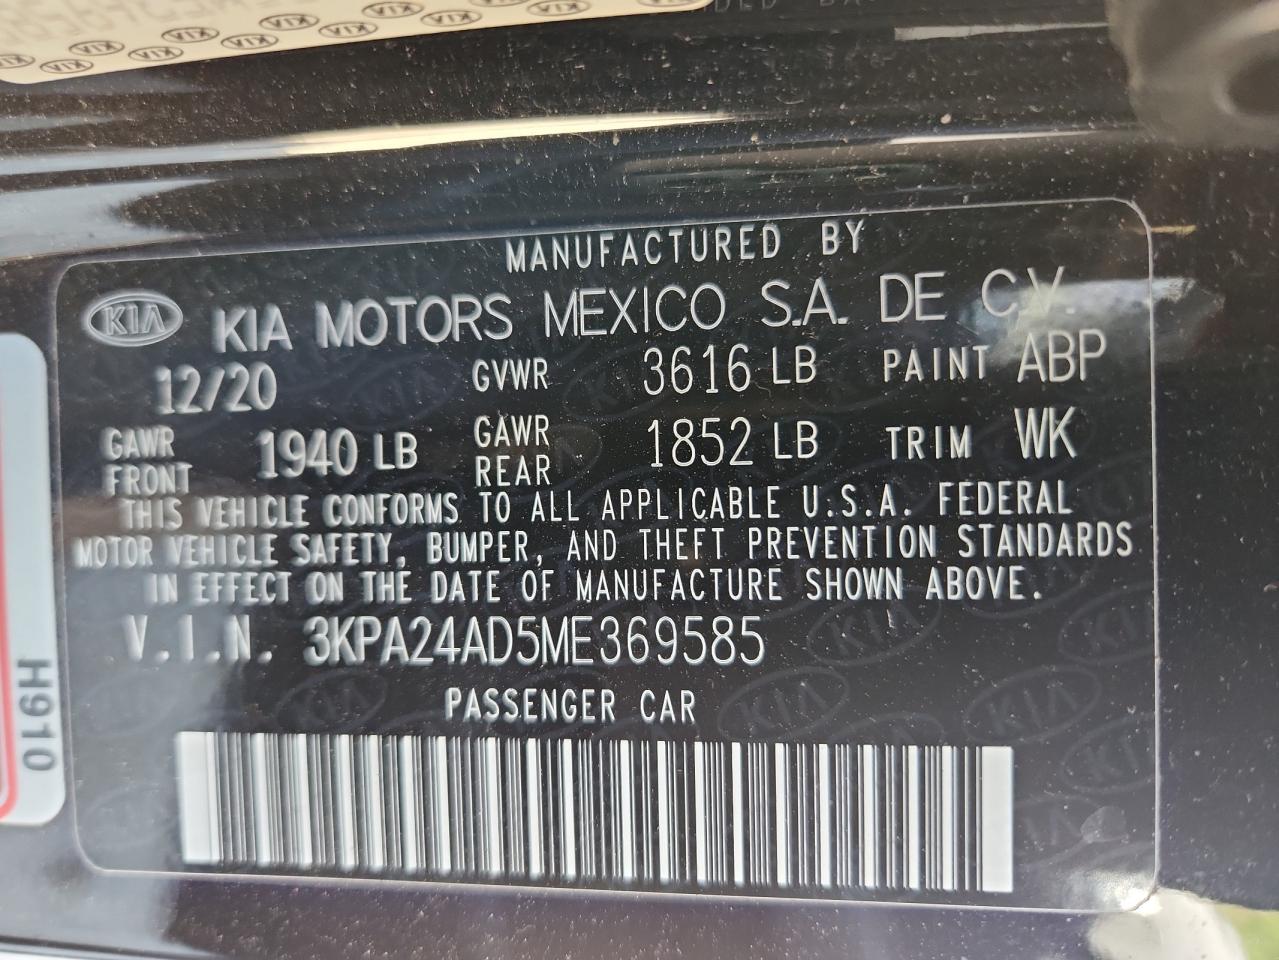 MANUFACTURED BY
KIA KIA MOTORS MEXICO S.A. DE C.V.
12/20 GVWR 3616 LB PAINT ABP
GAWR FRONT 1940 LB GAWR REAR 1852 LB TRIM WK
THIS VEHICLE CONFORMS TO ALL APPLICABLE U.S.A. FEDERAL
MOTOR VEHICLE SAFETY, BUMPER, AND THEFT PREVENTION STANDARDS
IN EFFECT ON THE DATE OF MANUFACTURE SHOWN ABOVE.
V.I.N. 3KPA24AD5ME369585
PASSENGER CAR
H910